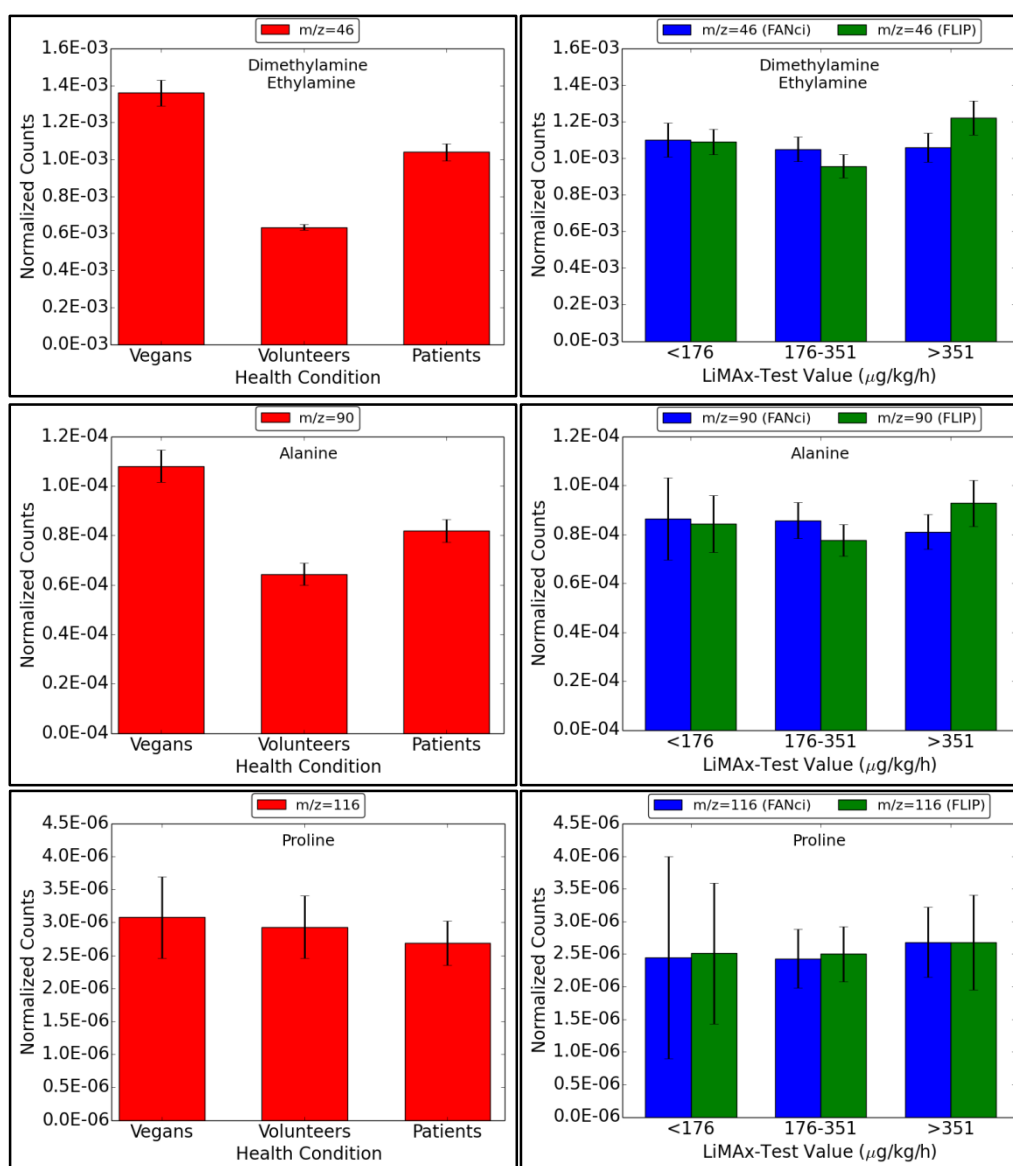 m/z=46
Dimethylamine
Ethylamine
Normalized Counts
1.6E-03
1.4E-03
1.2E-03
1.0E-03
0.8E-03
0.6E-03
0.4E-03
0.2E-03
0.0E-03
Vegans Volunteers Patients
Health Condition
m/z=46 (FANci) m/z=46 (FLIP)
Dimethylamine
Ethylamine
Normalized Counts
1.6E-03
1.4E-03
1.2E-03
1.0E-03
0.8E-03
0.6E-03
0.4E-03
0.2E-03
0.0E-03
<176 176-351 >351
LiMAx-Test Value (μg/kg/h)
m/z=90
Alanine
Normalized Counts
1.2E-04
1.0E-04
0.8E-04
0.6E-04
0.4E-04
0.2E-04
0.0E-04
Vegans Volunteers Patients
Health Condition
m/z=90 (FANci) m/z=90 (FLIP)
Alanine
Normalized Counts
1.2E-04
1.0E-04
0.8E-04
0.6E-04
0.4E-04
0.2E-04
0.0E-04
<176 176-351 >351
LiMAx-Test Value (μg/kg/h)
m/z=116
Proline
Normalized Counts
4.5E-06
4.0E-06
3.5E-06
3.0E-06
2.5E-06
2.0E-06
1.5E-06
1.0E-06
0.5E-06
0.0E-06
Vegans Volunteers Patients
Health Condition
m/z=116 (FANci) m/z=116 (FLIP)
Proline
Normalized Counts
4.5E-06
4.0E-06
3.5E-06
3.0E-06
2.5E-06
2.0E-06
1.5E-06
1.0E-06
0.5E-06
0.0E-06
<176 176-351 >351
LiMAx-Test Value (μg/kg/h)